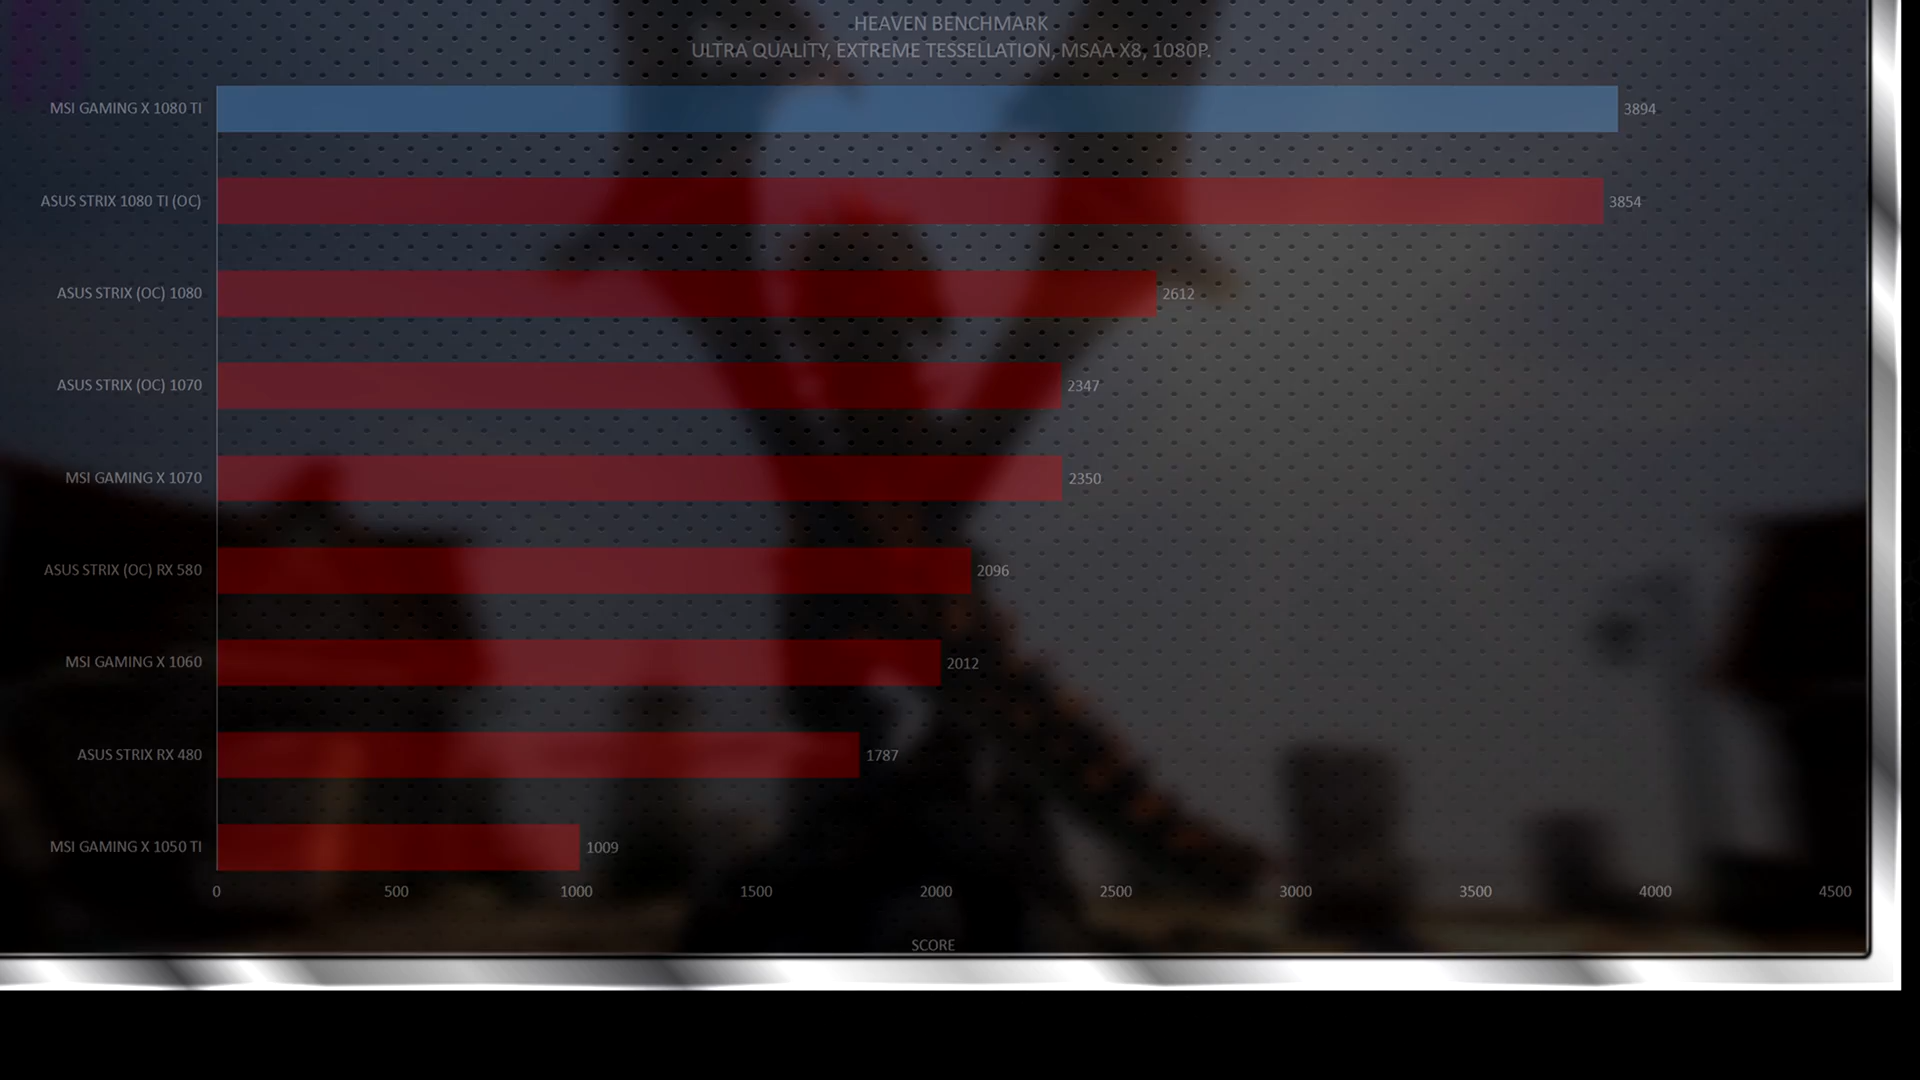 HEAVEN BENCHMARK
ULTRA QUALITY, EXTREME TESSELLATION, MSAA X8, 1080P.
MSI GAMING X 1080 TI 3894
ASUS STRIX 1080 TI (OC) 3854
ASUS STRIX (OC) 1080 2612
ASUS STRIX (OC) 1070 2347
MSI GAMING X 1070 2350
ASUS STRIX (OC) RX 580 2096
MSI GAMING X 1060 2012
ASUS STRIX RX 480 1787
MSI GAMING X 1050 TI 1009
0 500 1000 1500 2000 2500 3000 3500 4000 4500
SCORE